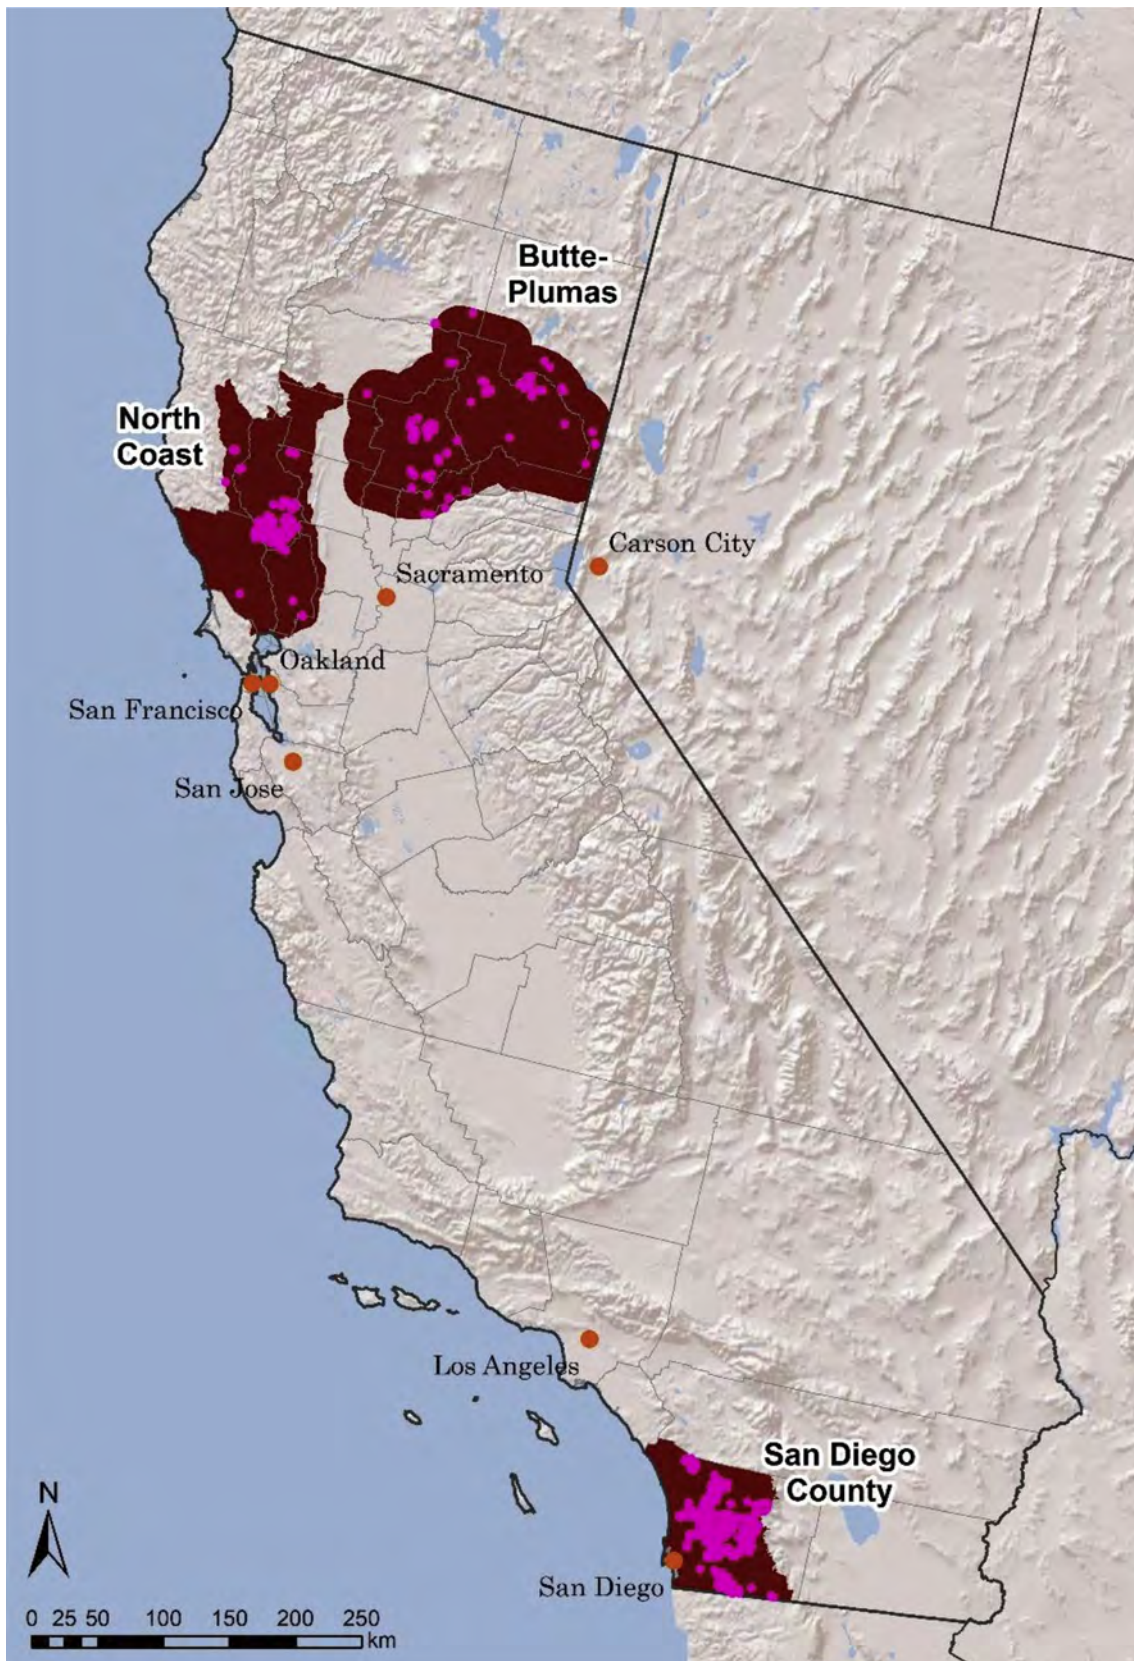 Butte-
Plumas
North
Coast
Carson City
Sacramento
Oakland
San Francisco
San Jose
Los Angeles
San Diego
County
N
San Diego
0 25 50 100 150 200 250
km